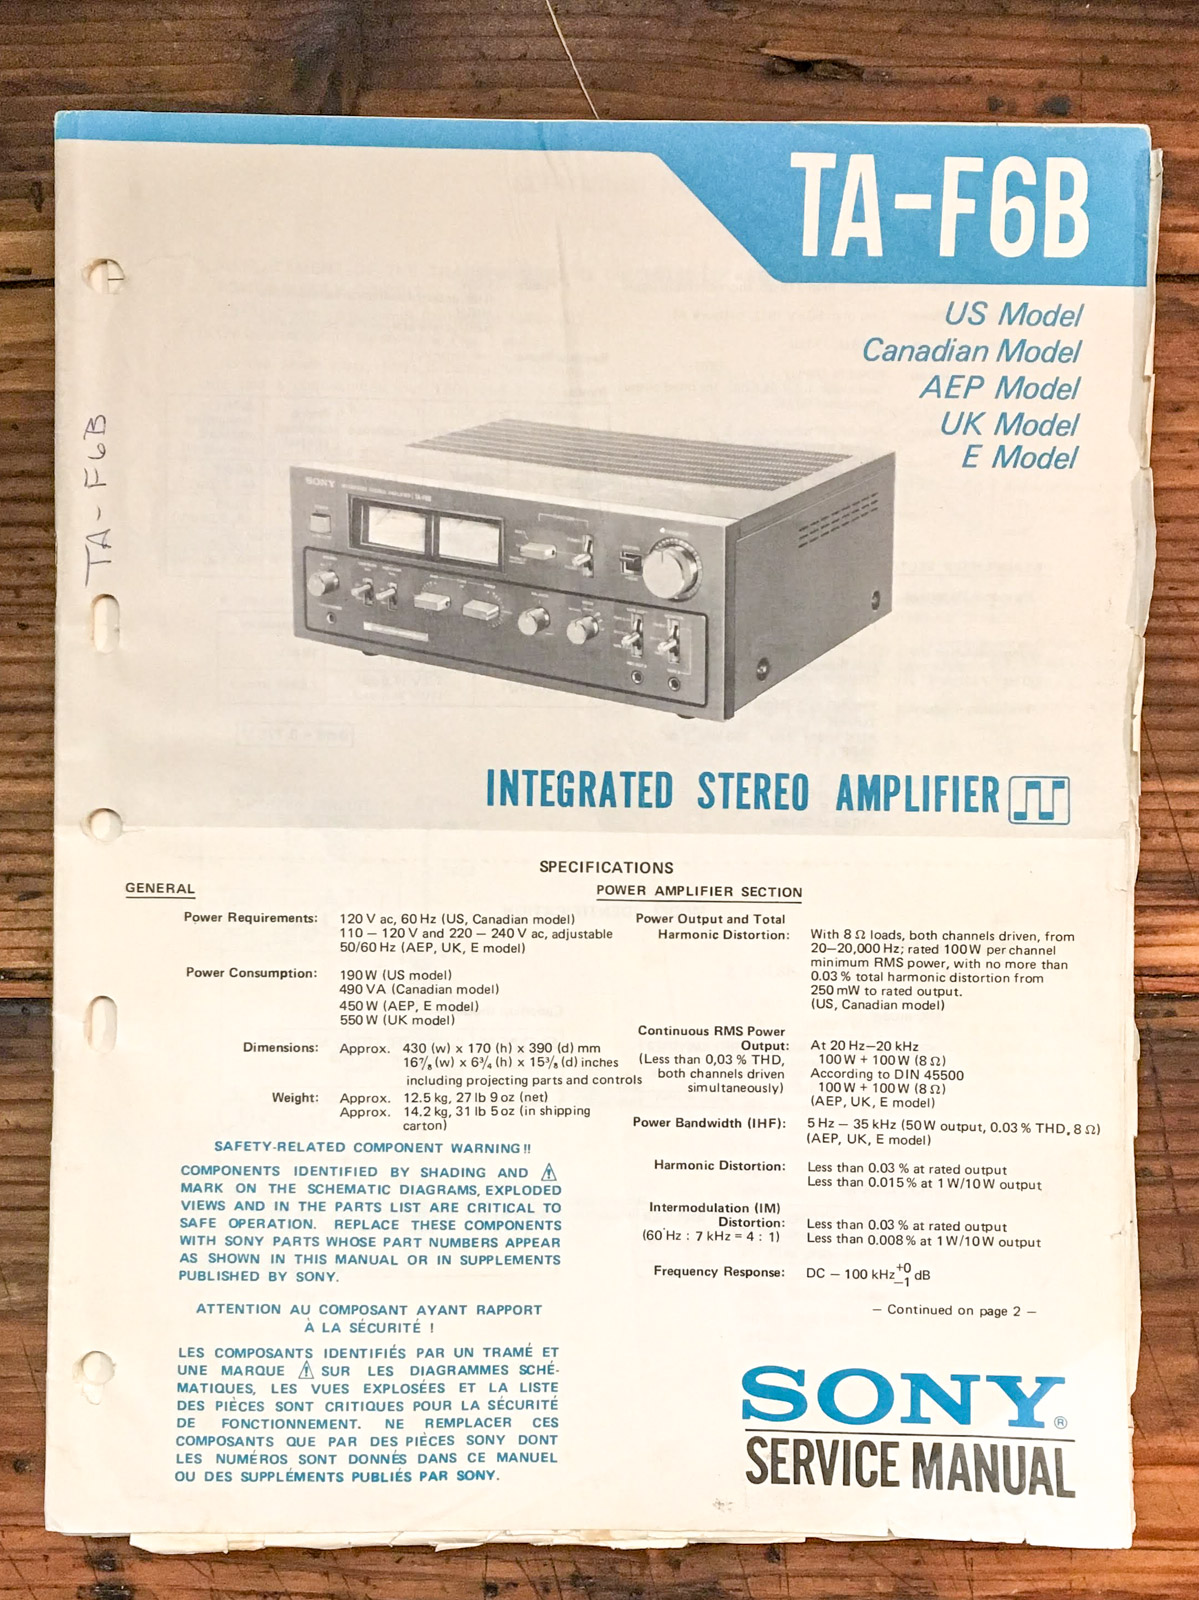 TA-F6B
US Model
Canadian Model
AEP Model
UK Model
E Model
TA-F6B
SONY
INTEGRATED STEREO AMPLIFIER
SPECIFICATIONS
GENERAL
Power Requirements: 120 V ac, 60 Hz (US, Canadian model)
110 – 120 V and 220 – 240 V ac, adjustable
50/60 Hz (AEP, UK, E model)
Power Consumption: 190 W (US model)
490 VA (Canadian model)
450 W (AEP, E model)
550 W (UK model)
Dimensions: Approx. 430 (w) x 170 (h) x 390 (d) mm
16⁷/₈ (w) x 6³/₄ (h) x 15³/₈ (d) inches
including projecting parts and controls
Weight: Approx. 12.5 kg, 27 lb 9 oz (net)
Approx. 14.2 kg, 31 lb 5 oz (in shipping
carton)
SAFETY-RELATED COMPONENT WARNING!!
COMPONENTS IDENTIFIED BY SHADING AND ⚠
MARK ON THE SCHEMATIC DIAGRAMS, EXPLODED
VIEWS AND IN THE PARTS LIST ARE CRITICAL TO
SAFE OPERATION. REPLACE THESE COMPONENTS
WITH SONY PARTS WHOSE PART NUMBERS APPEAR
AS SHOWN IN THIS MANUAL OR IN SUPPLEMENTS
PUBLISHED BY SONY.
ATTENTION AU COMPOSANT AYANT RAPPORT
À LA SÉCURITÉ !
LES COMPOSANTS IDENTIFIÉS PAR UN TRAMÉ ET
UNE MARQUE ⚠ SUR LES DIAGRAMMES SCHÉ-
MATIQUES, LES VUES EXPLOSÉES ET LA LISTE
DES PIÈCES SONT CRITIQUES POUR LA SÉCURITÉ
DE FONCTIONNEMENT. NE REMPLACER CES
COMPOSANTS QUE PAR DES PIÈCES SONY DONT
LES NUMÉROS SONT DONNÉS DANS CE MANUEL
OU DES SUPPLÉMENTS PUBLIÉS PAR SONY.
POWER AMPLIFIER SECTION
Power Output and Total
Harmonic Distortion: With 8 Ω loads, both channels driven, from
20–20,000 Hz; rated 100 W per channel
minimum RMS power, with no more than
0.03 % total harmonic distortion from
250 mW to rated output.
(US, Canadian model)
Continuous RMS Power
Output: At 20 Hz–20 kHz
(Less than 0,03 % THD, 100 W + 100 W (8 Ω)
both channels driven According to DIN 45500
simultaneously) 100 W + 100 W (8 Ω)
(AEP, UK, E model)
Power Bandwidth (IHF): 5 Hz – 35 kHz (50 W output, 0.03 % THD, 8 Ω)
(AEP, UK, E model)
Harmonic Distortion: Less than 0.03 % at rated output
Less than 0.015 % at 1 W/10 W output
Intermodulation (IM)
Distortion: Less than 0.03 % at rated output
(60 Hz : 7 kHz = 4 : 1) Less than 0.008 % at 1 W/10 W output
Frequency Response: DC – 100 kHz +0 −1 dB
– Continued on page 2 –
SONY®
SERVICE MANUAL